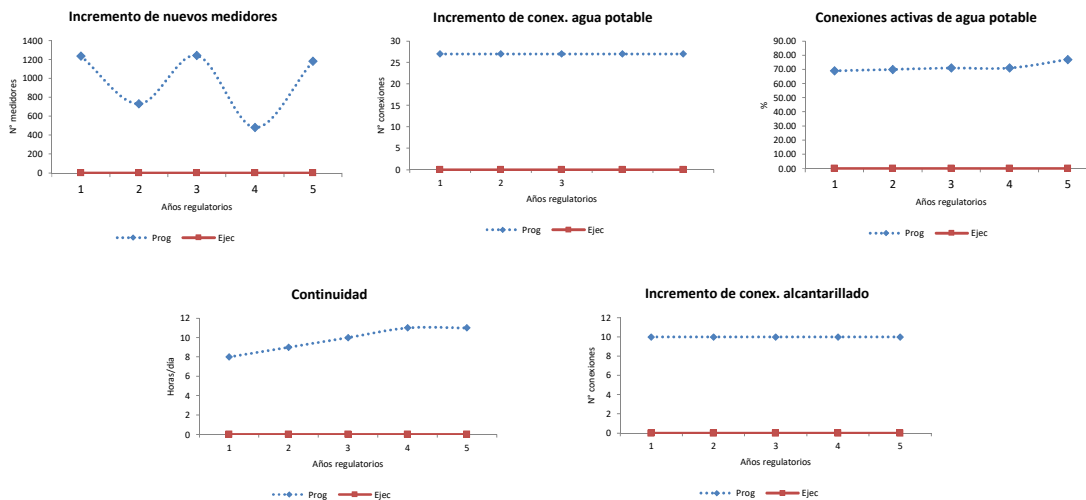 Incremento de nuevos medidores
N° medidores
1400
1200
1000
800
600
400
200
0
1 2 3 4 5
Años regulatorios
Prog Ejec
Incremento de conex. agua potable
N° conexiones
30
25
20
15
10
5
0
1 2 3
Años regulatorios
Prog Ejec
Conexiones activas de agua potable
%
90.00
80.00
70.00
60.00
50.00
40.00
30.00
20.00
10.00
0.00
1 2 3 4 5
Años regulatorios
Prog Ejec
Continuidad
Horas/dia
12
10
8
6
4
2
0
1 2 3 4 5
Años regulatorios
Prog Ejec
Incremento de conex. alcantarillado
N° conexiones
12
10
8
6
4
2
0
1 2 3 4 5
Años regulatorios
Prog Ejec